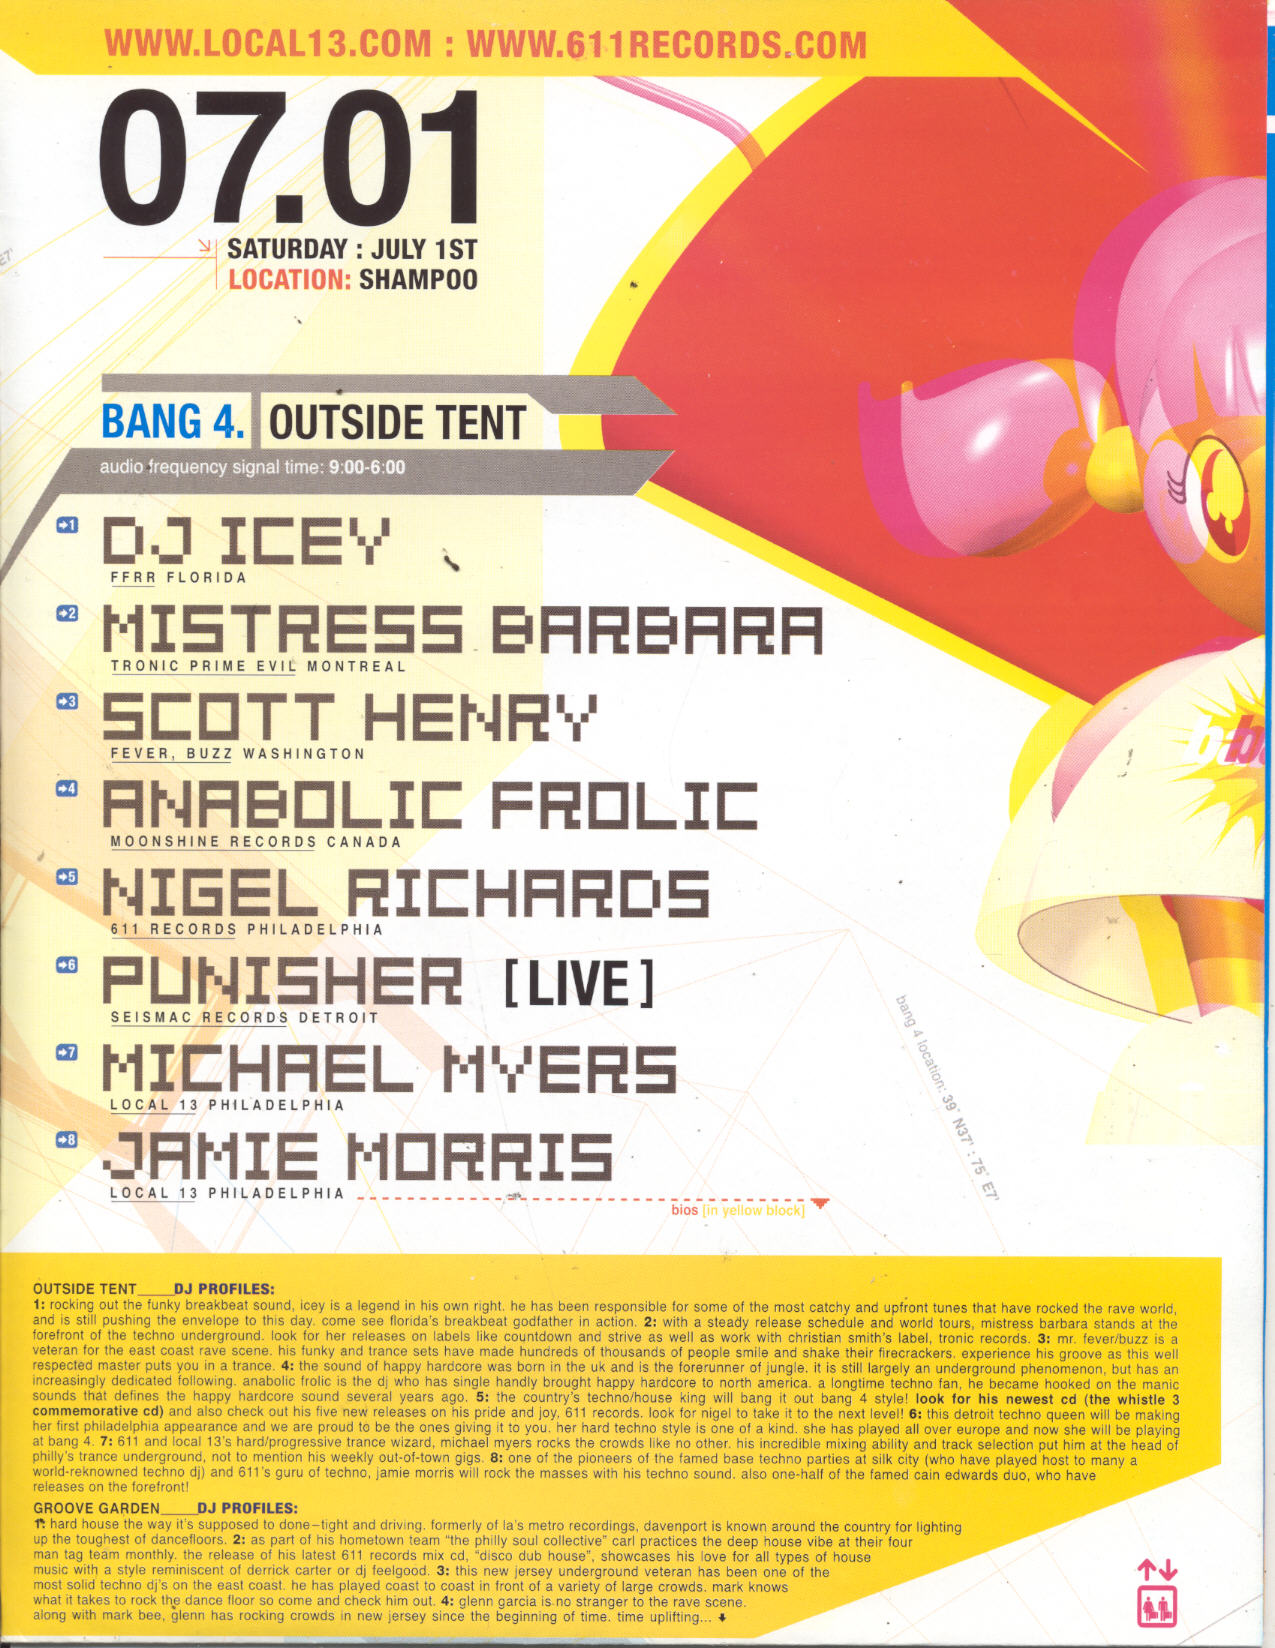 WWW.LOCAL13.COM : WWW.611RECORDS.COM
07.01
SATURDAY : JULY 1ST
LOCATION: SHAMPOO
E7'
BANG 4. OUTSIDE TENT
audio frequency signal time: 9:00-6:00
1 DJ ICEY
FFRR FLORIDA
2 MISTRESS BARBARA
TRONIC PRIME EVIL MONTREAL
3 SCOTT HENRY
FEVER, BUZZ WASHINGTON
4 ANABOLIC FROLIC
MOONSHINE RECORDS CANADA
5 NIGEL RICHARDS
611 RECORDS PHILADELPHIA
6 PUNISHER [LIVE]
SEISMAC RECORDS DETROIT
7 MICHAEL MYERS
LOCAL 13 PHILADELPHIA
8 JAMIE MORRIS
LOCAL 13 PHILADELPHIA
bios [in yellow block]
bang 4 location: 39° N37' : 75° E7'
OUTSIDE TENT____DJ PROFILES:
1: rocking out the funky breakbeat sound, icey is a legend in his own right. he has been responsible for some of the most catchy and upfront tunes that have rocked the rave world,
and is still pushing the envelope to this day. come see florida's breakbeat godfather in action. 2: with a steady release schedule and world tours, mistress barbara stands at the
forefront of the techno underground. look for her releases on labels like countdown and strive as well as work with christian smith's label, tronic records. 3: mr. fever/buzz is a
veteran for the east coast rave scene. his funky and trance sets have made hundreds of thousands of people smile and shake their firecrackers. experience his groove as this well
respected master puts you in a trance. 4: the sound of happy hardcore was born in the uk and is the forerunner of jungle. it is still largely an underground phenomenon, but has an
increasingly dedicated following. anabolic frolic is the dj who has single handly brought happy hardcore to north america. a longtime techno fan, he became hooked on the manic
sounds that defines the happy hardcore sound several years ago. 5: the country's techno/house king will bang it out bang 4 style! look for his newest cd (the whistle 3
commemorative cd) and also check out his five new releases on his pride and joy, 611 records. look for nigel to take it to the next level! 6: this detroit techno queen will be making
her first philadelphia appearance and we are proud to be the ones giving it to you. her hard techno style is one of a kind. she has played all over europe and now she will be playing
at bang 4. 7: 611 and local 13's hard/progressive trance wizard, michael myers rocks the crowds like no other. his incredible mixing ability and track selection put him at the head of
philly's trance underground, not to mention his weekly out-of-town gigs. 8: one of the pioneers of the famed base techno parties at silk city (who have played host to many a
world-reknowned techno dj) and 611's guru of techno, jamie morris will rock the masses with his techno sound. also one-half of the famed cain edwards duo, who have
releases on the forefront!
GROOVE GARDEN____DJ PROFILES:
1: hard house the way it's supposed to done–tight and driving. formerly of la's metro recordings, davenport is known around the country for lighting
up the toughest of dancefloors. 2: as part of his hometown team "the philly soul collective" carl practices the deep house vibe at their four
man tag team monthly. the release of his latest 611 records mix cd, "disco dub house", showcases his love for all types of house
music with a style reminiscent of derrick carter or dj feelgood. 3: this new jersey underground veteran has been one of the
most solid techno dj's on the east coast. he has played coast to coast in front of a variety of large crowds. mark knows
what it takes to rock the dance floor so come and check him out. 4: glenn garcia is no stranger to the rave scene.
along with mark bee, glenn has rocking crowds in new jersey since the beginning of time. time uplifting...